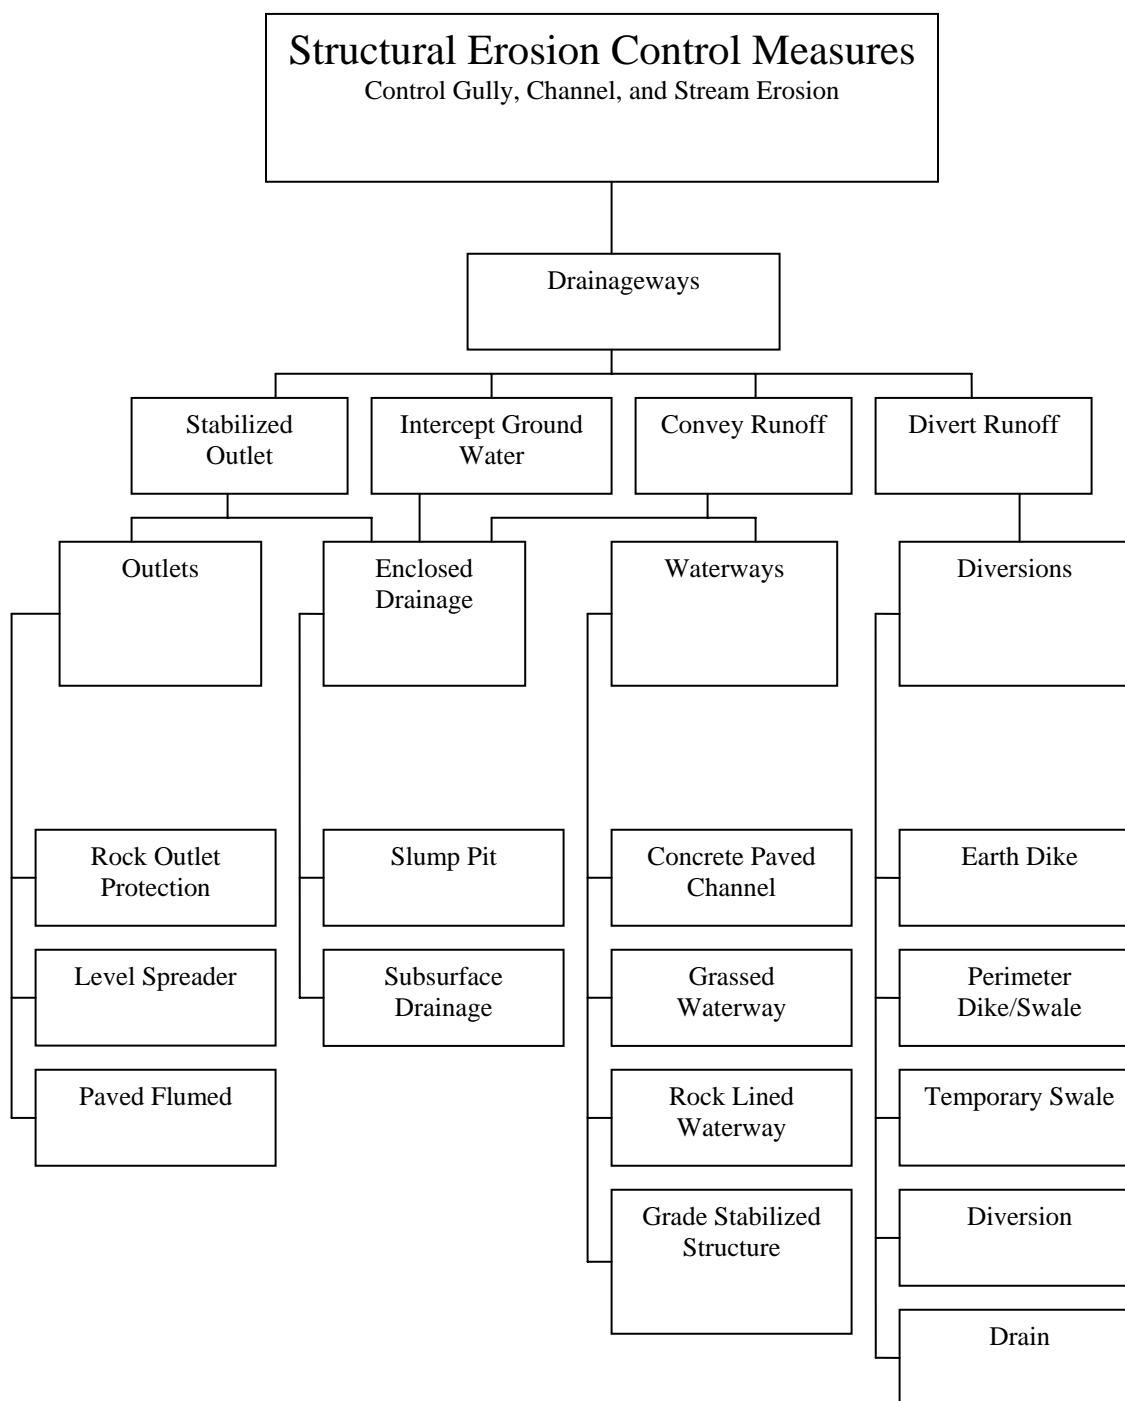 Structural Erosion Control Measures
Control Gully, Channel, and Stream Erosion
Drainageways
Stabilized
Outlet
Intercept Ground
Water
Convey Runoff
Divert Runoff
Outlets
Enclosed
Drainage
Waterways
Diversions
Rock Outlet
Protection
Slump Pit
Concrete Paved
Channel
Earth Dike
Level Spreader
Subsurface
Drainage
Grassed
Waterway
Perimeter
Dike/Swale
Paved Flumed
Rock Lined
Waterway
Temporary Swale
Grade Stabilized
Structure
Diversion
Drain